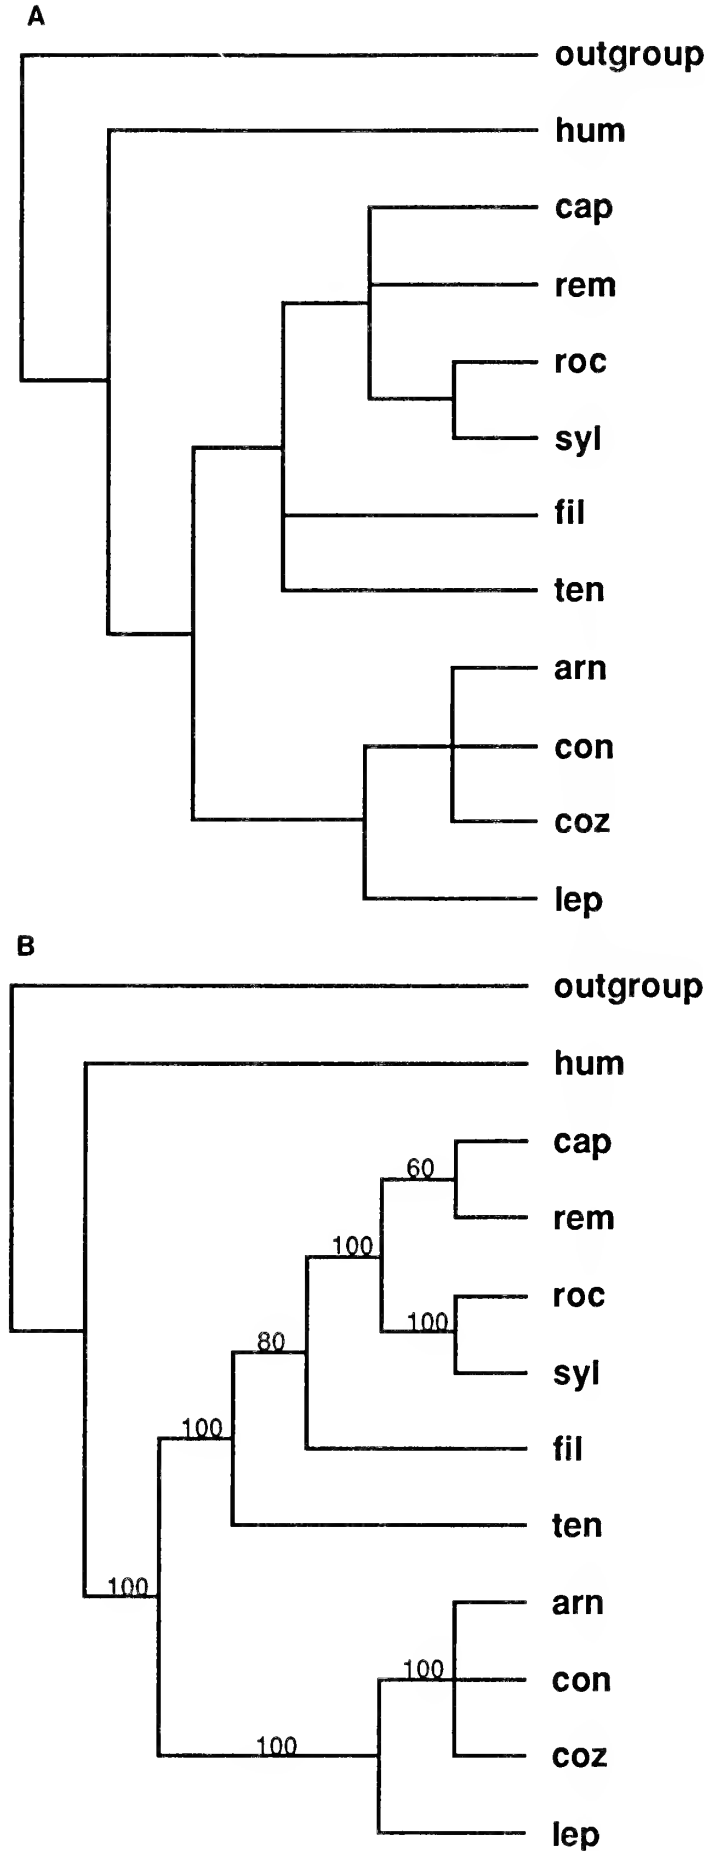 A
outgroup
hum
cap
rem
roc
syl
fil
ten
arn
con
coz
lep
B
outgroup
hum
cap
60
rem
100
roc
100
80
syl
100
fil
ten
100
arn
100
con
100
coz
lep